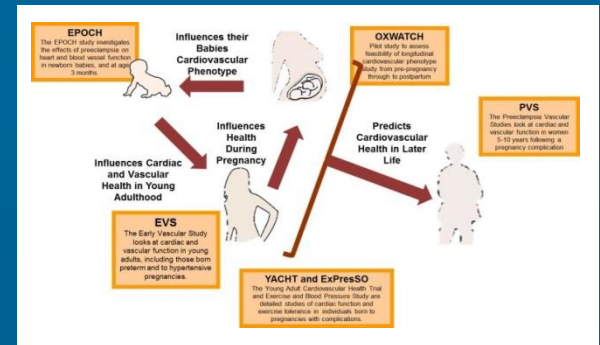 EPOCH
The EPOCH study investigates
the effects of preeclampsia on
heart and blood vessel function
in newborn babies, and at age
3 months.
Influences their
Babies
Cardiovascular
Phenotype
OXWATCH
Pilot study to assess
feasibility of longitudinal
cardiovascular phenotype
study from pre-pregnancy
through to postpartum
PVS
The Preeclampsia Vascular
Studies look at cardiac and
vascular function in women
5-10 years following a
pregnancy complication
Influences
Health
During
Pregnancy
Predicts
Cardiovascular
Health in Later
Life
Influences Cardiac
and Vascular
Health in Young
Adulthood
EVS
The Early Vascular Study
looks at cardiac and
vascular function in young
adults, including those born
preterm and to hypertensive
pregnancies.
YACHT and ExPresSO
The Young Adult Cardiovascular Health Trial
and Exercise and Blood Pressure Study are
detailed studies of cardiac function and
exercise tolerance in individuals born to
pregnancies with complications.